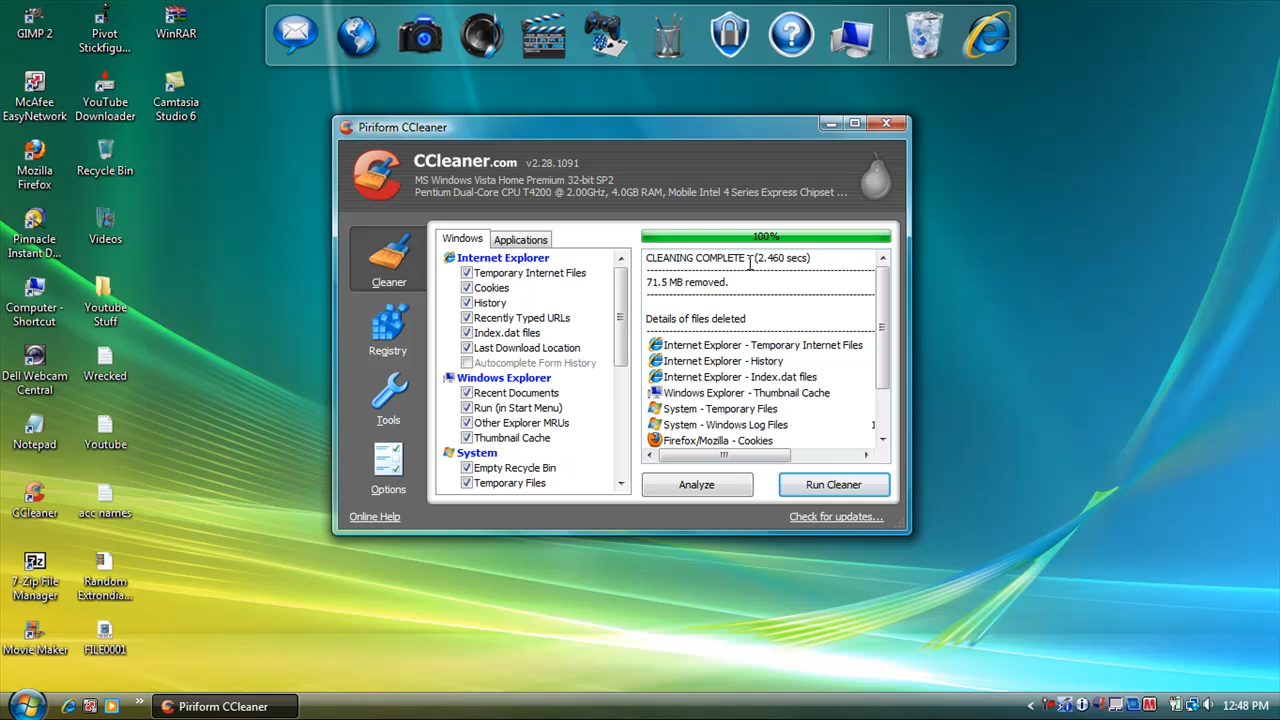 GIMP 2
Pivot
Stickfigu...
WinRAR
McAfee
EasyNetwork
YouTube
Downloader
Camtasia
Studio 6
Mozilla
Firefox
Recycle Bin
Pinnacle
Instant D...
Videos
Computer -
Shortcut
Youtube
Stuff
Dell Webcam
Central
Wrecked
Notepad
Youtube
CCleaner
acc names
7-Zip File
Manager
Random
Extrondia...
Movie Maker
FILE0001
Piriform CCleaner
CCleaner.com v2.28.1091
MS Windows Vista Home Premium 32-bit SP2
Pentium Dual-Core CPU T4200 @ 2.00GHz, 4.0GB RAM, Mobile Intel 4 Series Express Chipset ...
Cleaner
Registry
Tools
Options
Windows
Applications
Internet Explorer
Temporary Internet Files
Cookies
History
Recently Typed URLs
Index.dat files
Last Download Location
Autocomplete Form History
Windows Explorer
Recent Documents
Run (in Start Menu)
Other Explorer MRUs
Thumbnail Cache
System
Empty Recycle Bin
Temporary Files
100%
CLEANING COMPLETE - (2.460 secs)
71.5 MB removed.
Details of files deleted
Internet Explorer - Temporary Internet Files
Internet Explorer - History
Internet Explorer - Index.dat files
Windows Explorer - Thumbnail Cache
System - Temporary Files
System - Windows Log Files 1
Firefox/Mozilla - Cookies
Analyze
Run Cleaner
Online Help
Check for updates...
Piriform CCleaner
12:48 PM